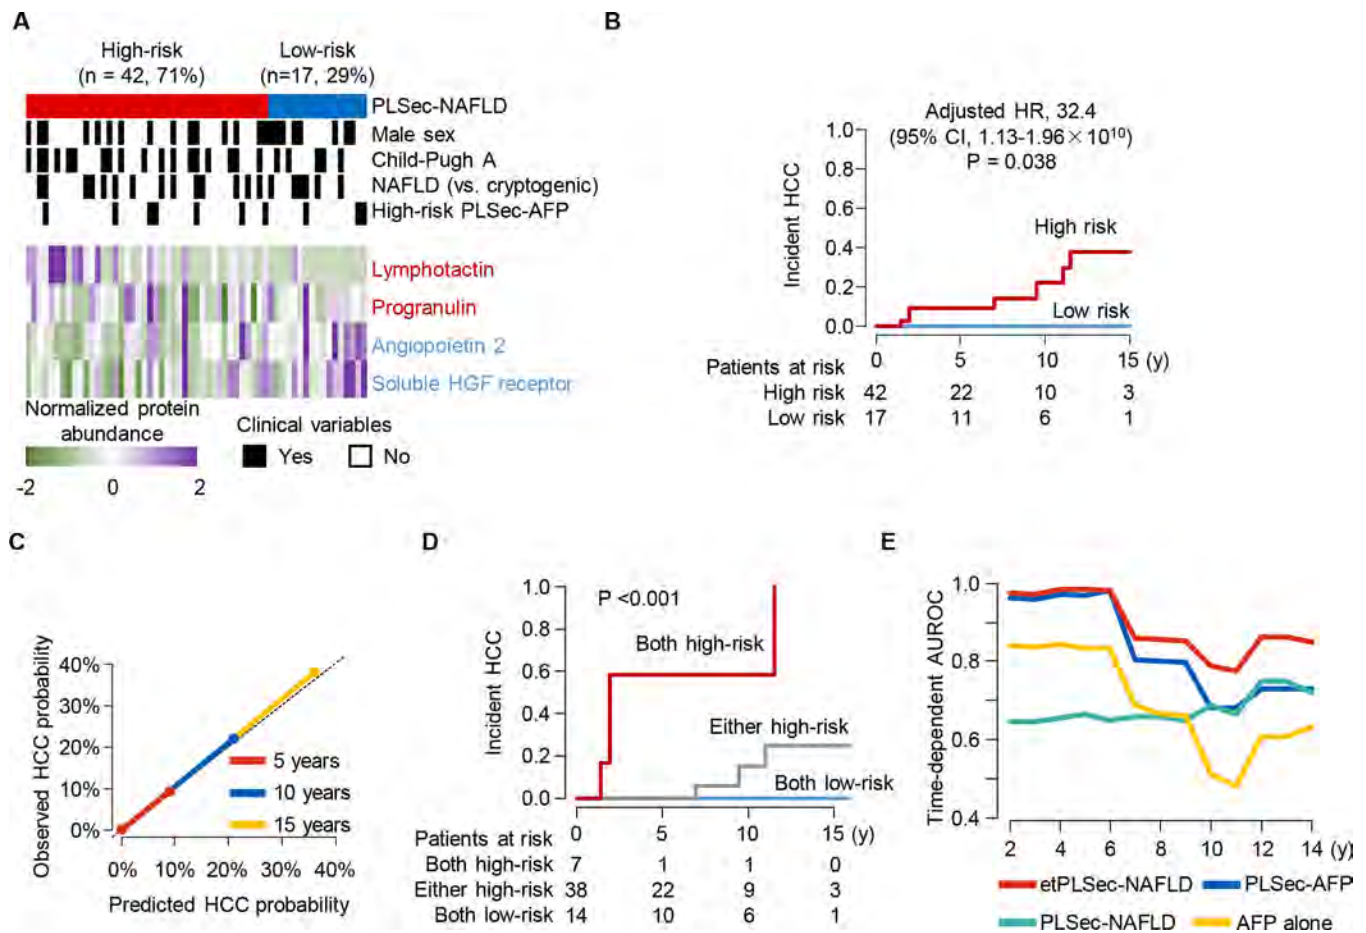 A
High-risk
(n = 42, 71%)
Low-risk
(n=17, 29%)
PLSec-NAFLD
Male sex
Child-Pugh A
NAFLD (vs. cryptogenic)
High-risk PLSec-AFP
Lymphotactin
Progranulin
Angiopoietin 2
Soluble HGF receptor
Normalized protein
abundance
-2 0 2
Clinical variables
Yes No
B
Adjusted HR, 32.4
(95% CI, 1.13-1.96×10¹⁰)
P = 0.038
Incident HCC
1.0
0.8
0.6
0.4
0.2
0.0
High risk
Low risk
0 5 10 15 (y)
Patients at risk
High risk 42 22 10 3
Low risk 17 11 6 1
C
Observed HCC probability
40%
30%
20%
10%
0%
5 years
10 years
15 years
0% 10% 20% 30% 40%
Predicted HCC probability
D
Incident HCC
1.0
0.8
0.6
0.4
0.2
0.0
P <0.001
Both high-risk
Either high-risk
Both low-risk
0 5 10 15 (y)
Patients at risk
Both high-risk 7 1 1 0
Either high-risk 38 22 9 3
Both low-risk 14 10 6 1
E
Time-dependent AUROC
1.0
0.8
0.6
0.4
2 4 6 8 10 12 14 (y)
etPLSec-NAFLD PLSec-AFP
PLSec-NAFLD AFP alone